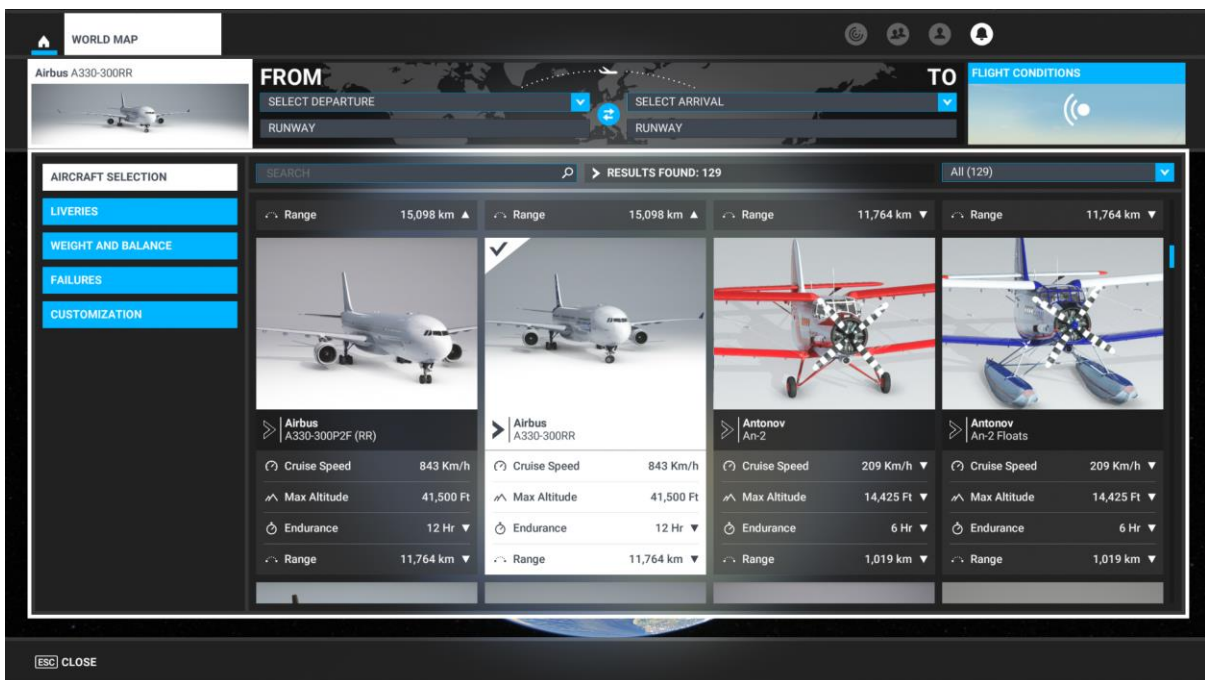 WORLD MAP
Airbus A330-300RR
FROM
TO
FLIGHT CONDITIONS
SELECT DEPARTURE
SELECT ARRIVAL
RUNWAY
RUNWAY
AIRCRAFT SELECTION
LIVERIES
WEIGHT AND BALANCE
FAILURES
CUSTOMIZATION
SEARCH
RESULTS FOUND: 129
All (129)
Range 15,098 km ▲
Range 15,098 km ▲
Range 11,764 km ▼
Range 11,764 km ▼
Airbus
A330-300P2F (RR)
Cruise Speed 843 Km/h
Max Altitude 41,500 Ft
Endurance 12 Hr ▼
Range 11,764 km ▼
Airbus
A330-300RR
Cruise Speed 843 Km/h
Max Altitude 41,500 Ft
Endurance 12 Hr ▼
Range 11,764 km ▼
Antonov
An-2
Cruise Speed 209 Km/h ▼
Max Altitude 14,425 Ft ▼
Endurance 6 Hr ▼
Range 1,019 km ▼
Antonov
An-2 Floats
Cruise Speed 209 Km/h ▼
Max Altitude 14,425 Ft ▼
Endurance 6 Hr ▼
Range 1,019 km ▼
ESC CLOSE